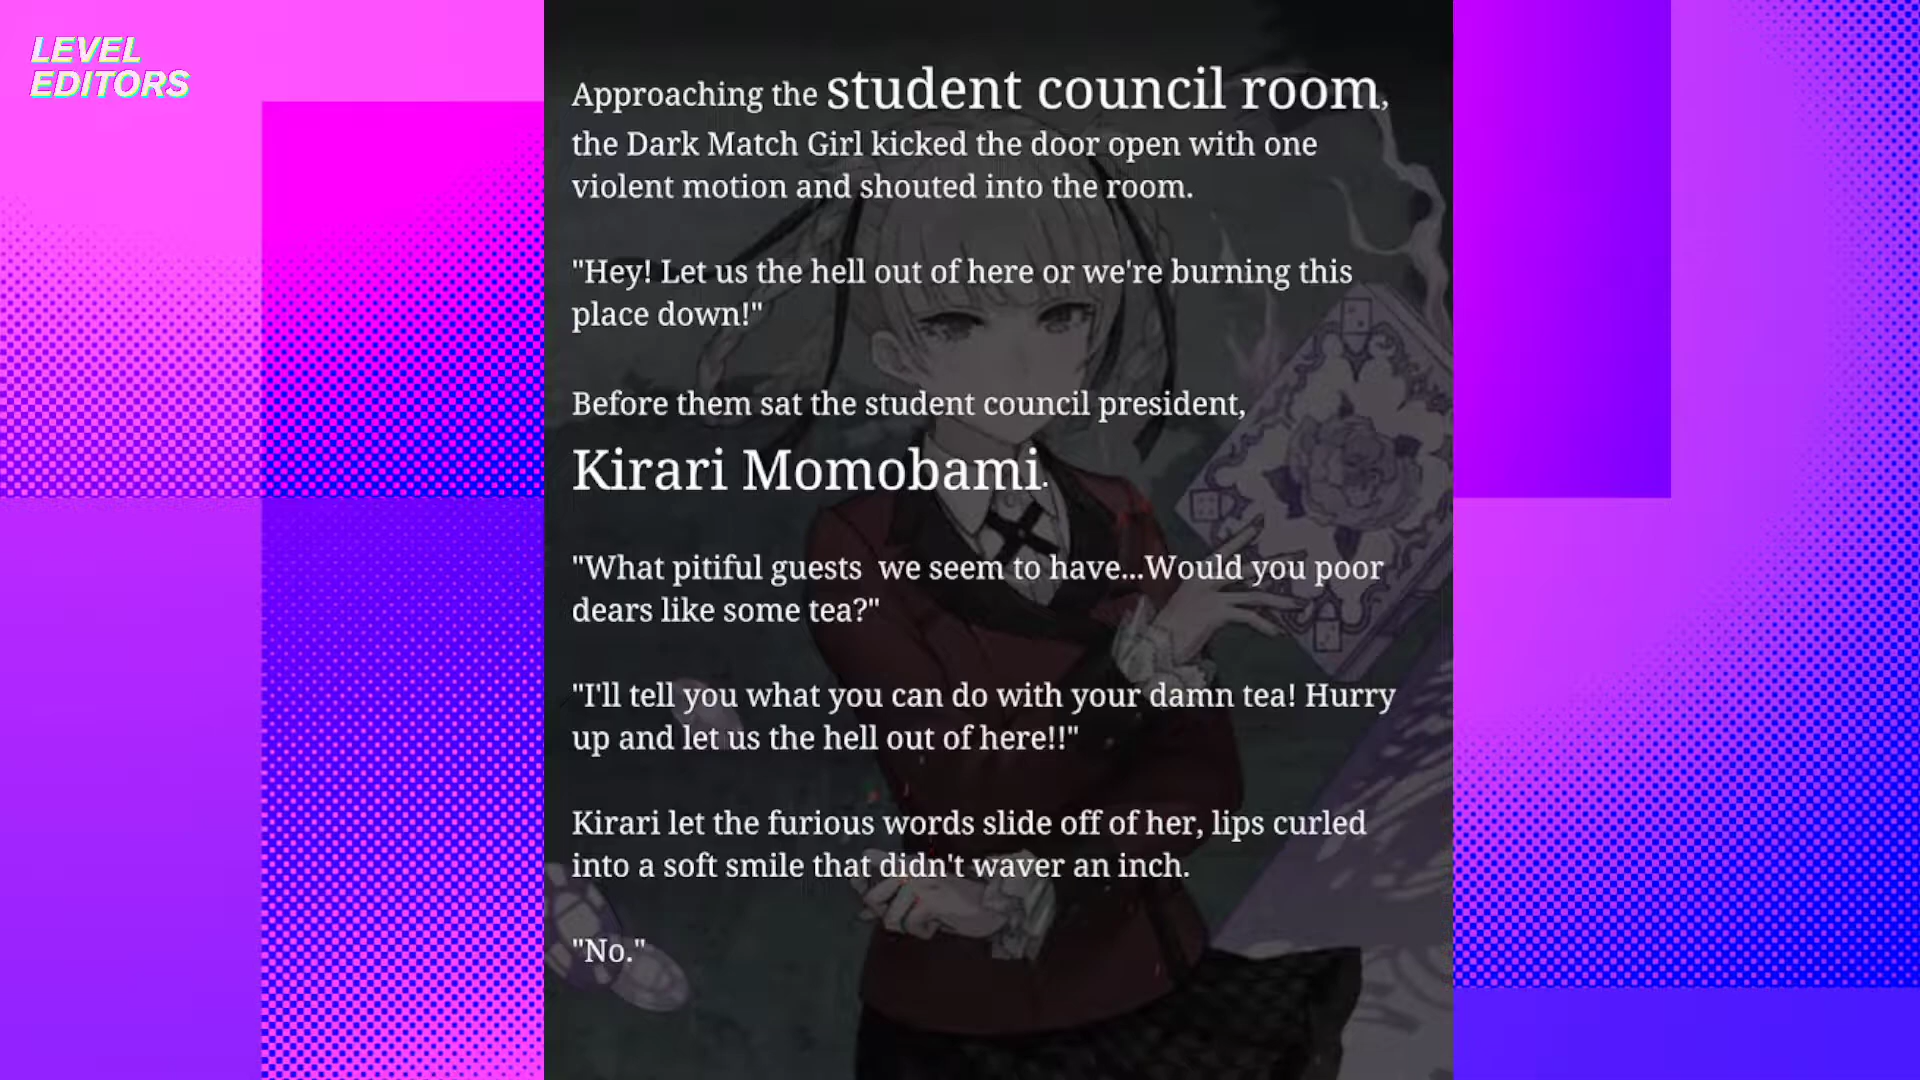 LEVEL
EDITORS
Approaching the student council room,
the Dark Match Girl kicked the door open with one
violent motion and shouted into the room.
"Hey! Let us the hell out of here or we're burning this
place down!"
Before them sat the student council president,
Kirari Momobami.
"What pitiful guests  we seem to have...Would you poor
dears like some tea?"
"I'll tell you what you can do with your damn tea! Hurry
up and let us the hell out of here!!"
Kirari let the furious words slide off of her, lips curled
into a soft smile that didn't waver an inch.
"No."